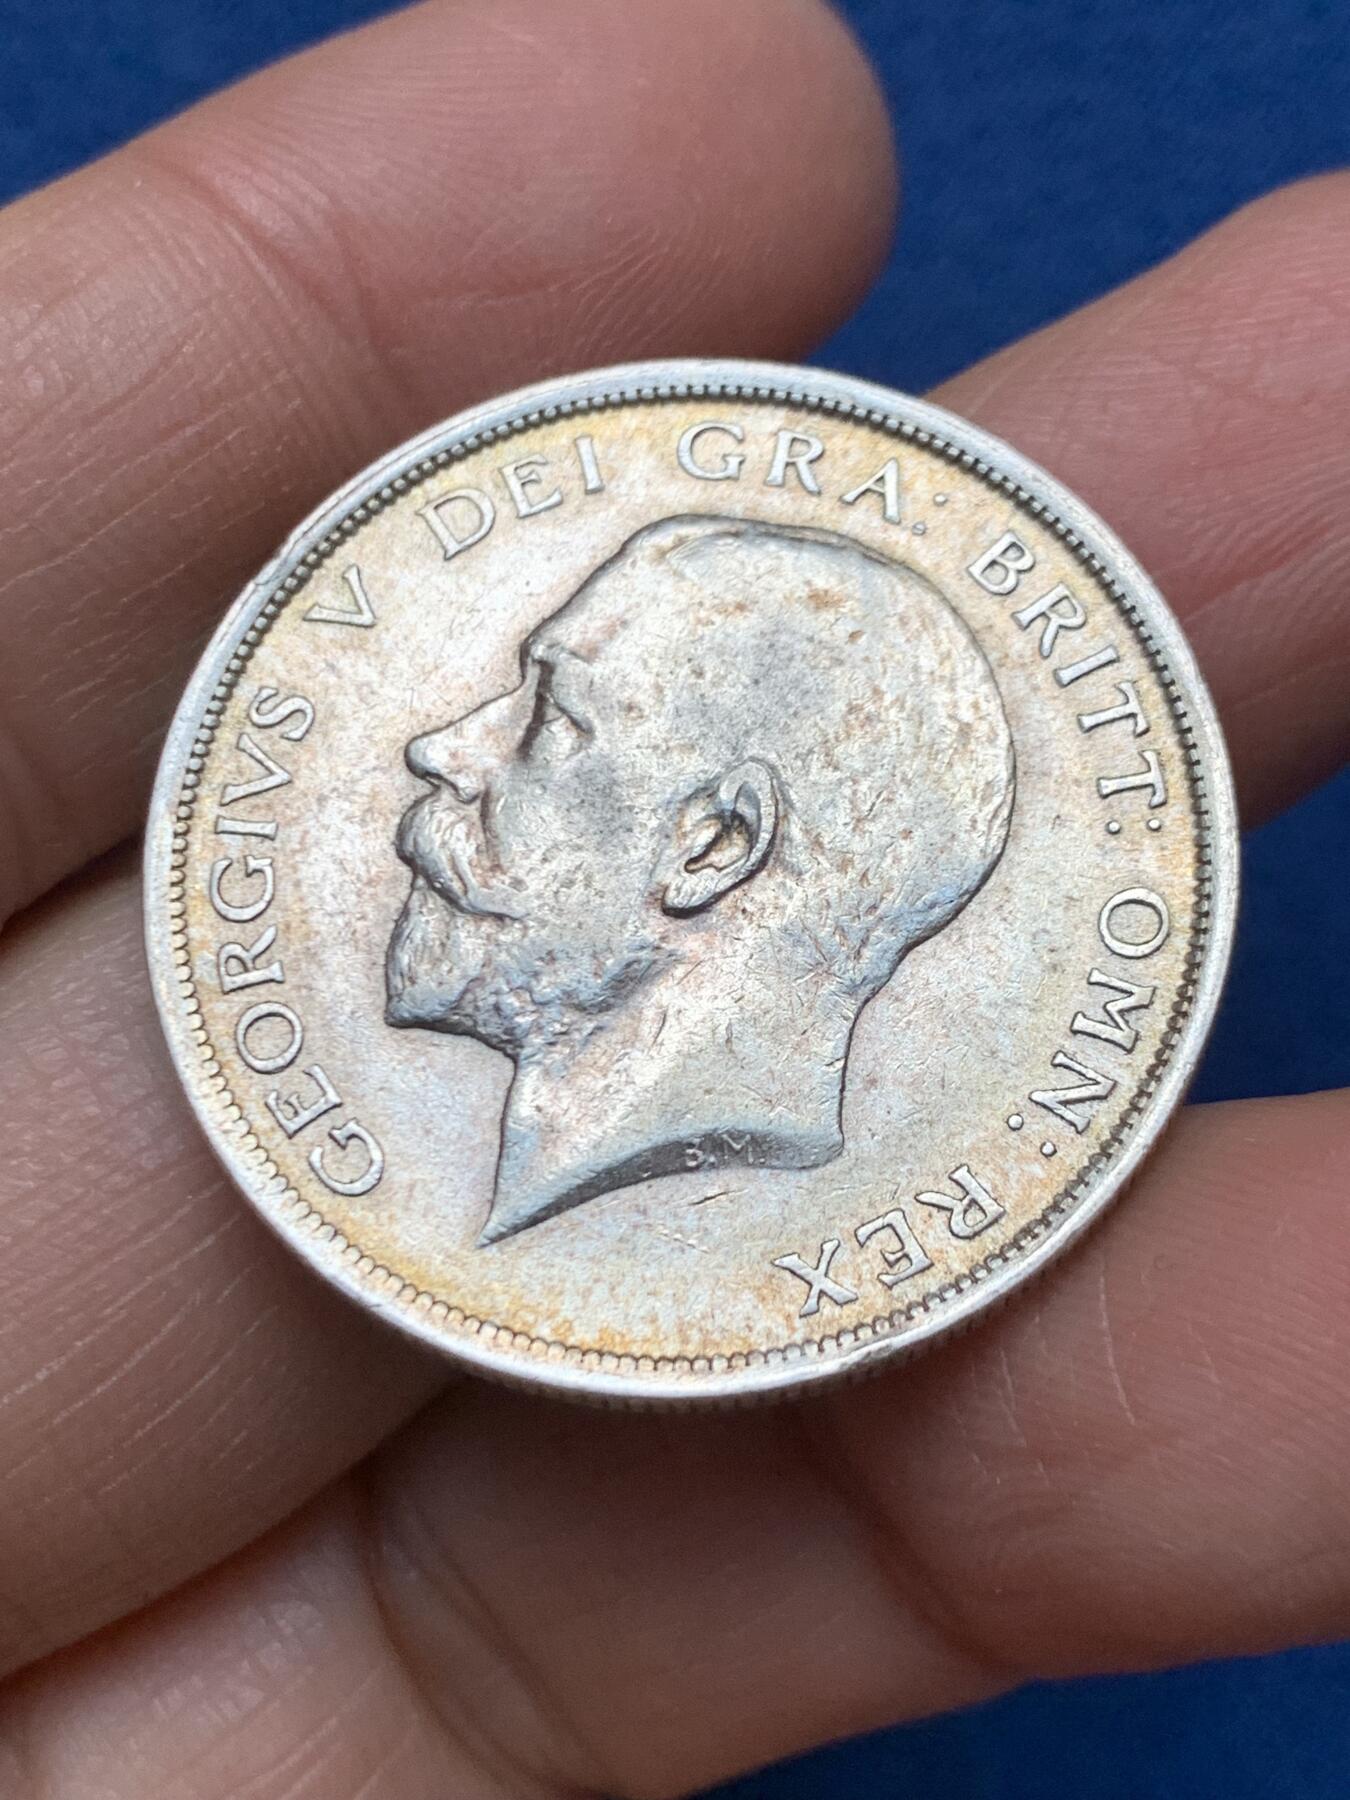 GEORGIVS V DEI GRA: BRITT: OMN: REX
B.M.